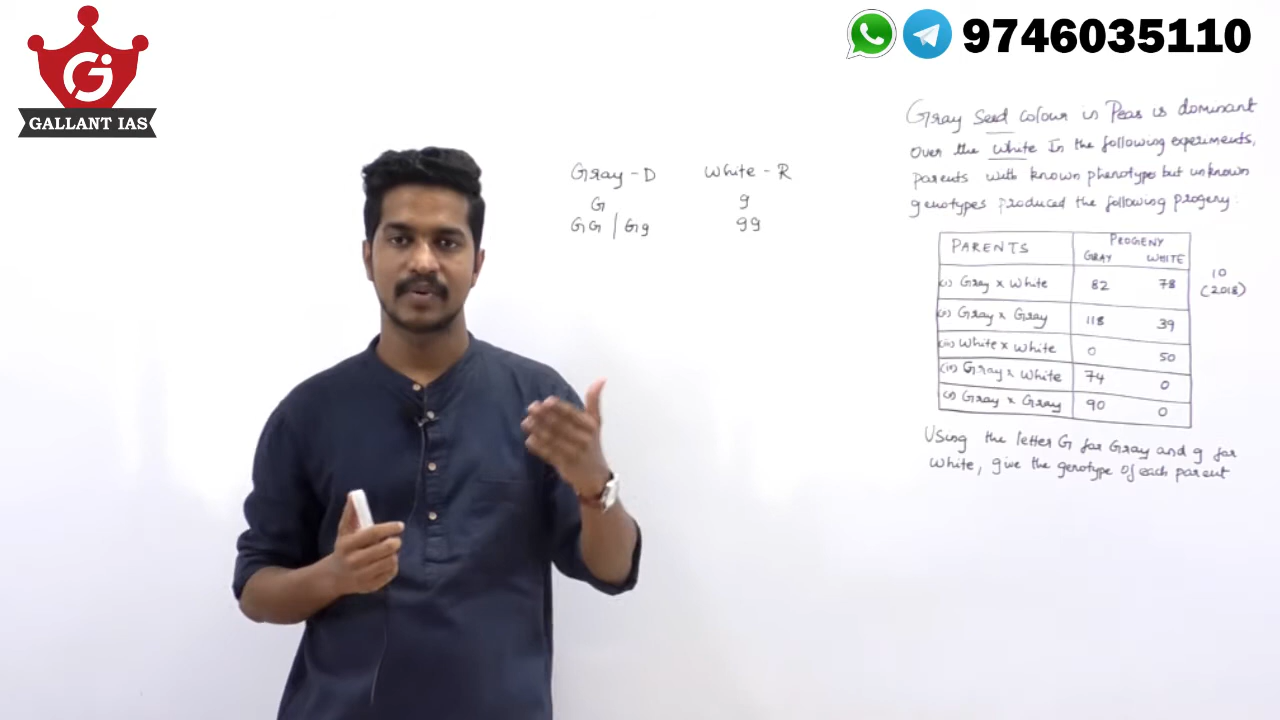 GALLANT IAS
9746035110
Gray - D White - R
G g
GG | Gg gg
Gray Seed colour in Peas is dominant
Over the White In the following experiments,
parents with known phenotype but unknown
genotypes produced the following progeny:
PARENTS PROGENY
GRAY WHITE
(i) Gray x White 82 78
(ii) Gray x Gray 118 39
(iii) White x White 0 50
(iv) Gray x White 74 0
(v) Gray x Gray 90 0
10
(2018)
Using the letter G for Gray and g for
White, give the genotype of each parent